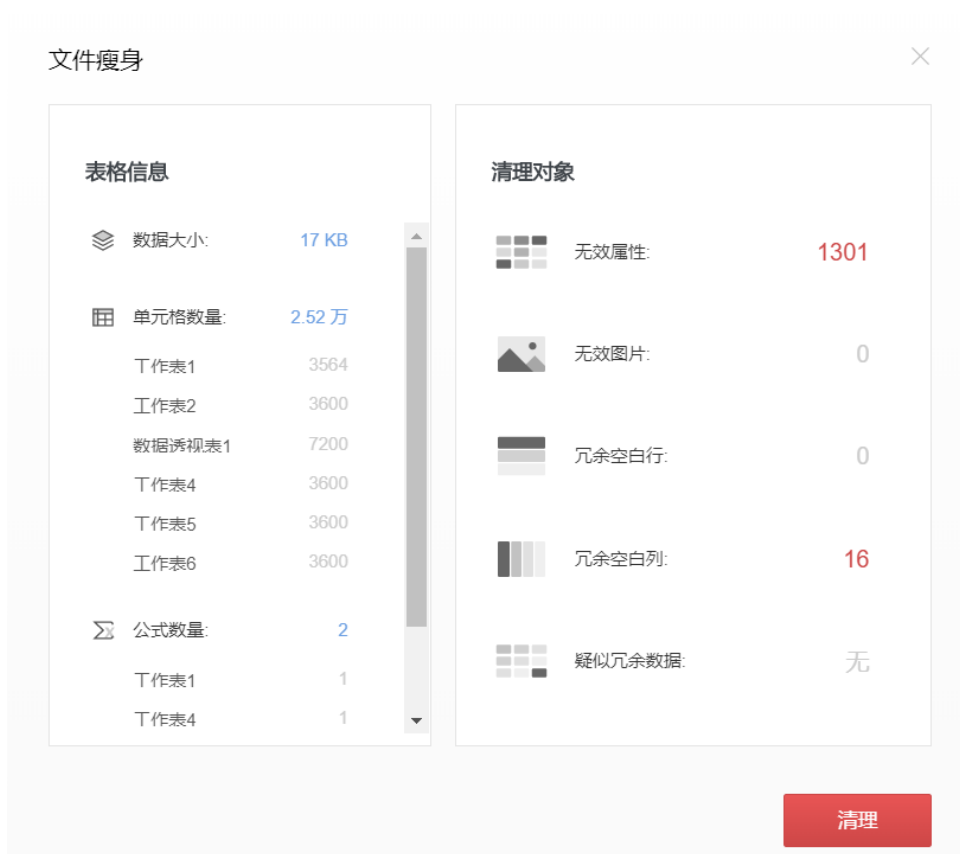 文件瘦身
表格信息
数据大小: 17 KB
单元格数量: 2.52 万
工作表1 3564
工作表2 3600
数据透视表1 7200
工作表4 3600
工作表5 3600
工作表6 3600
公式数量: 2
工作表1 1
工作表4 1
清理对象
无效属性: 1301
无效图片: 0
冗余空白行: 0
冗余空白列: 16
疑似冗余数据: 无
清理